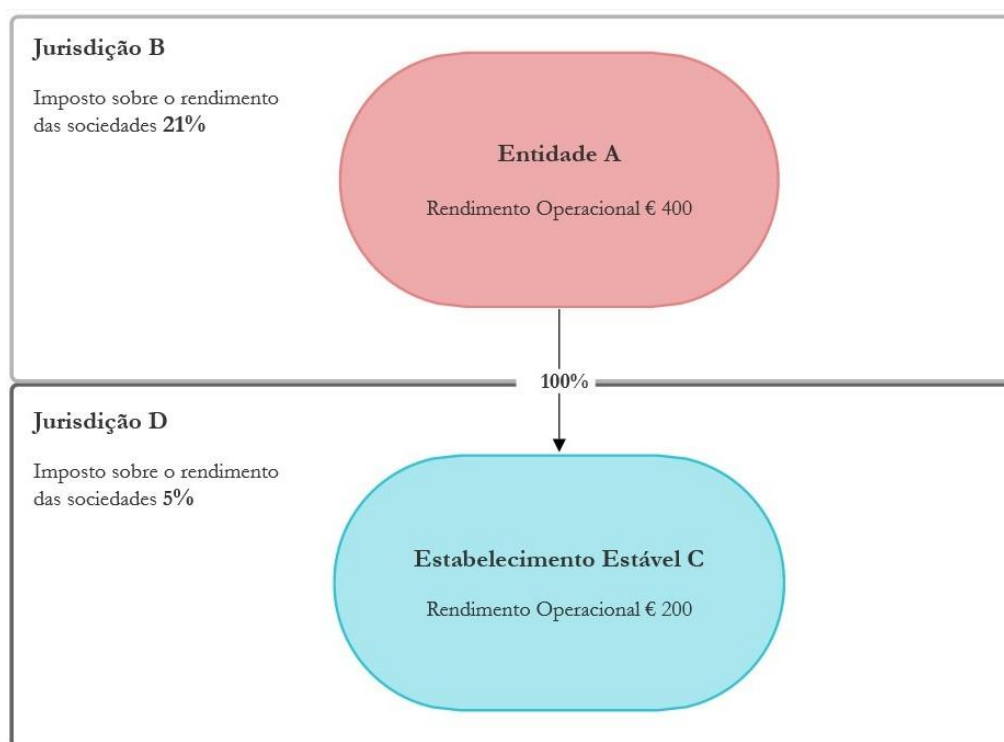 Jurisdição B
Imposto sobre o rendimento
das sociedades 21%
Entidade A
Rendimento Operacional € 400
100%
Jurisdição D
Imposto sobre o rendimento
das sociedades 5%
Estabelecimento Estável C
Rendimento Operacional € 200